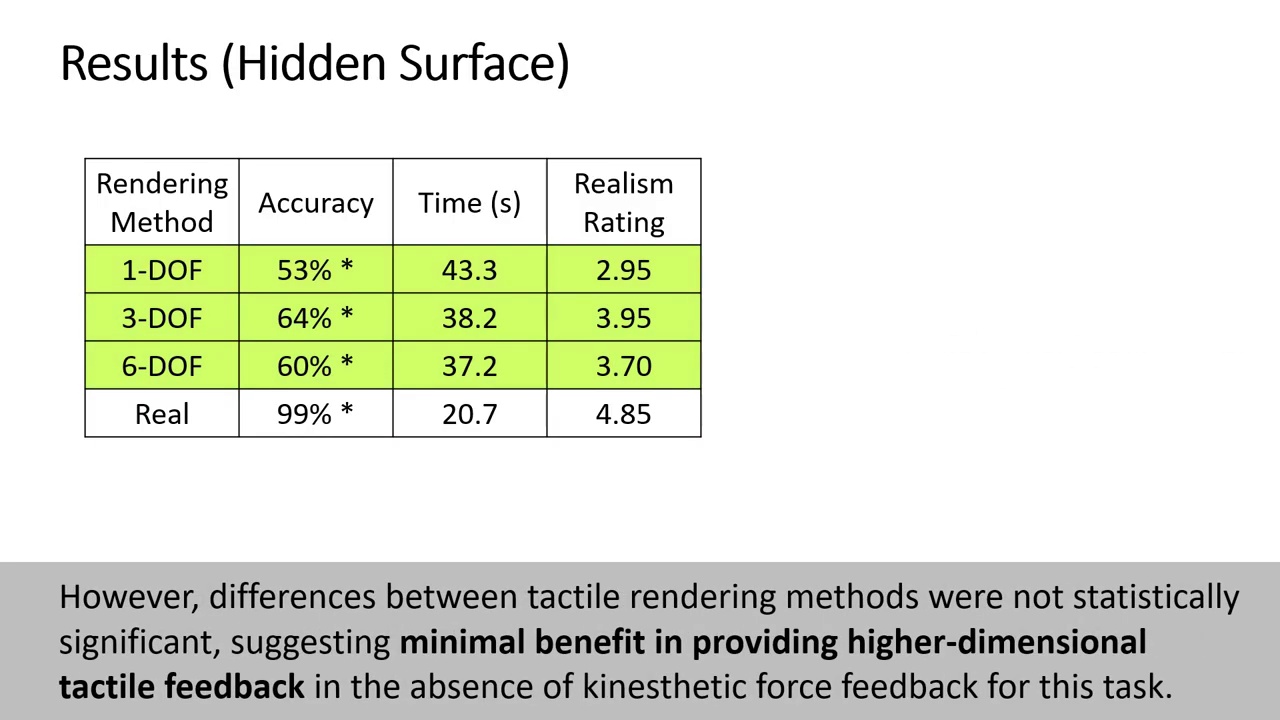 Results (Hidden Surface)
Rendering Method Accuracy Time (s) Realism Rating
1-DOF 53% * 43.3 2.95
3-DOF 64% * 38.2 3.95
6-DOF 60% * 37.2 3.70
Real 99% * 20.7 4.85
However, differences between tactile rendering methods were not statistically
significant, suggesting minimal benefit in providing higher-dimensional
tactile feedback in the absence of kinesthetic force feedback for this task.